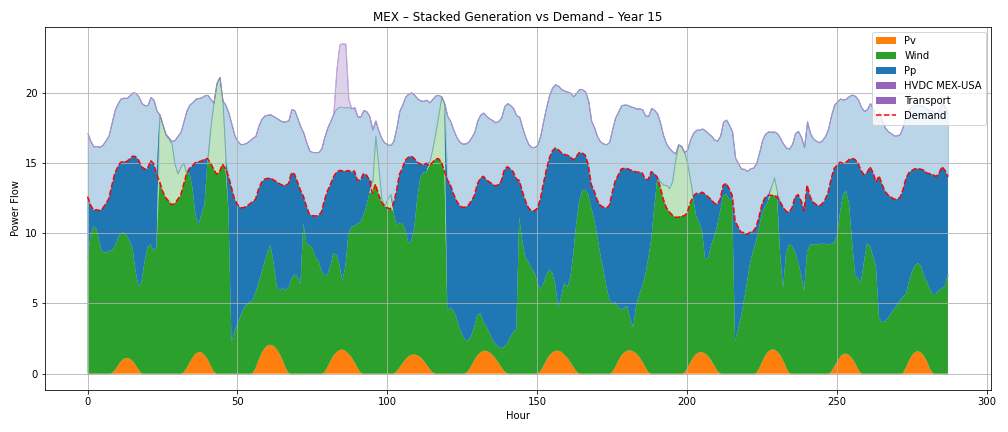 MEX – Stacked Generation vs Demand – Year 15
Pv
Wind
Pp
HVDC MEX-USA
Transport
Demand
Power Flow
20
15
10
5
0
0 50 100 150 200 250 300
Hour